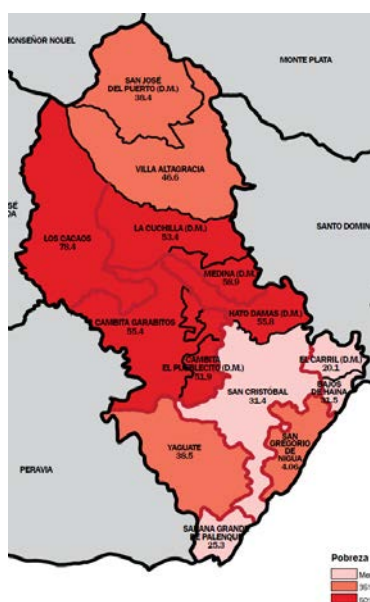 MONSEÑOR NOUEL
MONTE PLATA
SAN JOSÉ
DEL PUERTO (D.M.)
38.4
VILLA ALTAGRACIA
46.6
LA CUCHILLA (D.M.)
53.4
LOS CACAOS
78.4
SANTO DOMIN
MEDINA (D.M.)
58.9
HATO DAMAS (D.M.)
55.8
CAMBITA GARABITOS
55.4
CAMBITA
EL PUEBLECITO (D.M.)
51.9
EL CARRIL (D.M.)
20.1
BAJOS
DE HAINA
SAN CRISTÓBAL
31.4
SAN
GREGORIO
DE
NIGUA
YAGUATE
38.5
PERAVIA
SABANA GRANDE
DE PALENQUE
25.3
Pobreza